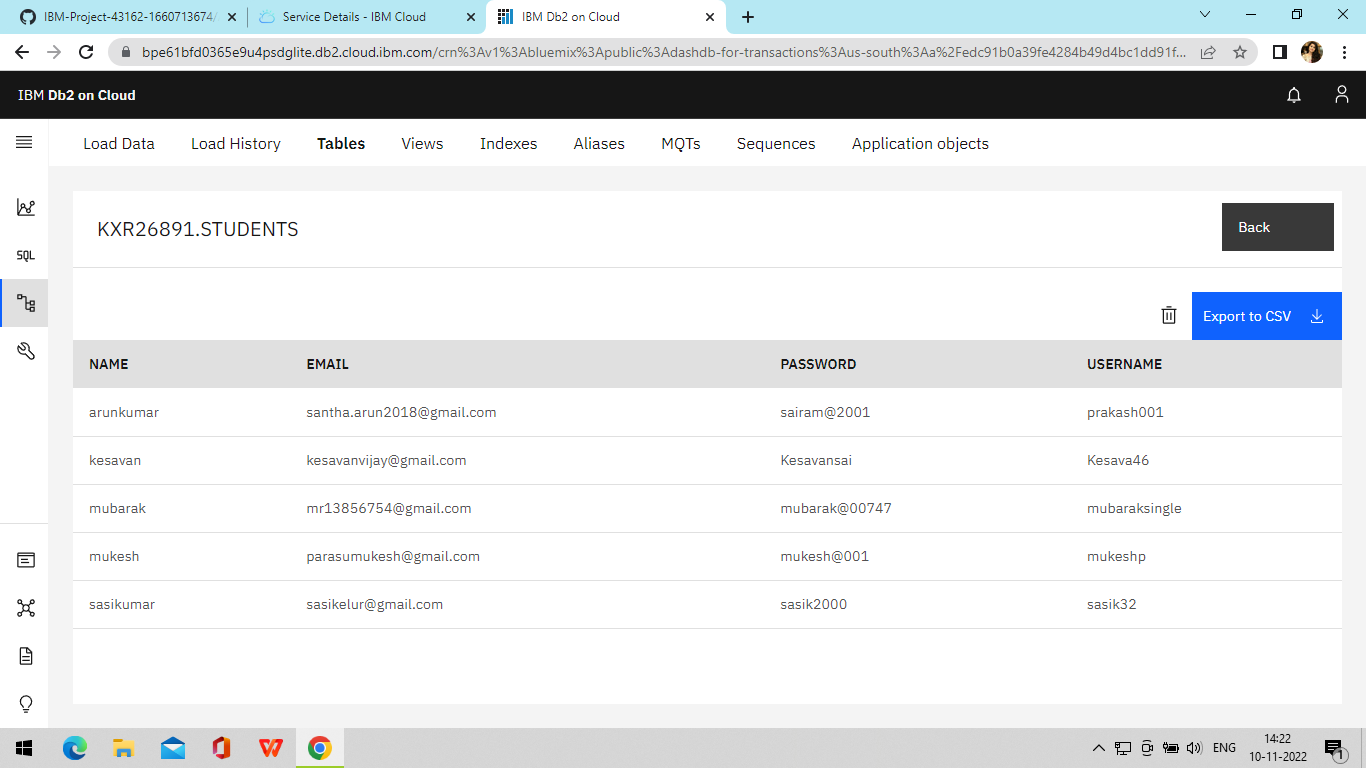 IBM-Project-43162-1660713674/
Service Details - IBM Cloud
IBM Db2 on Cloud
bpe61bfd0365e9u4psdglite.db2.cloud.ibm.com/crn%3Av1%3Abluemix%3Apublic%3Adashdb-for-transactions%3Aus-south%3Aa%2Fedc91b0a39fe4284b49d4bc1dd91f...
IBM Db2 on Cloud
Load Data Load History Tables Views Indexes Aliases MQTs Sequences Application objects
KXR26891.STUDENTS
Back
SQL
Export to CSV
NAME EMAIL PASSWORD USERNAME
arunkumar santha.arun2018@gmail.com sairam@2001 prakash001
kesavan kesavanvijay@gmail.com Kesavansai Kesava46
mubarak mr13856754@gmail.com mubarak@00747 mubaraksingle
mukesh parasumukesh@gmail.com mukesh@001 mukeshp
sasikumar sasikelur@gmail.com sasik2000 sasik32
ENG
14:22
10-11-2022
1